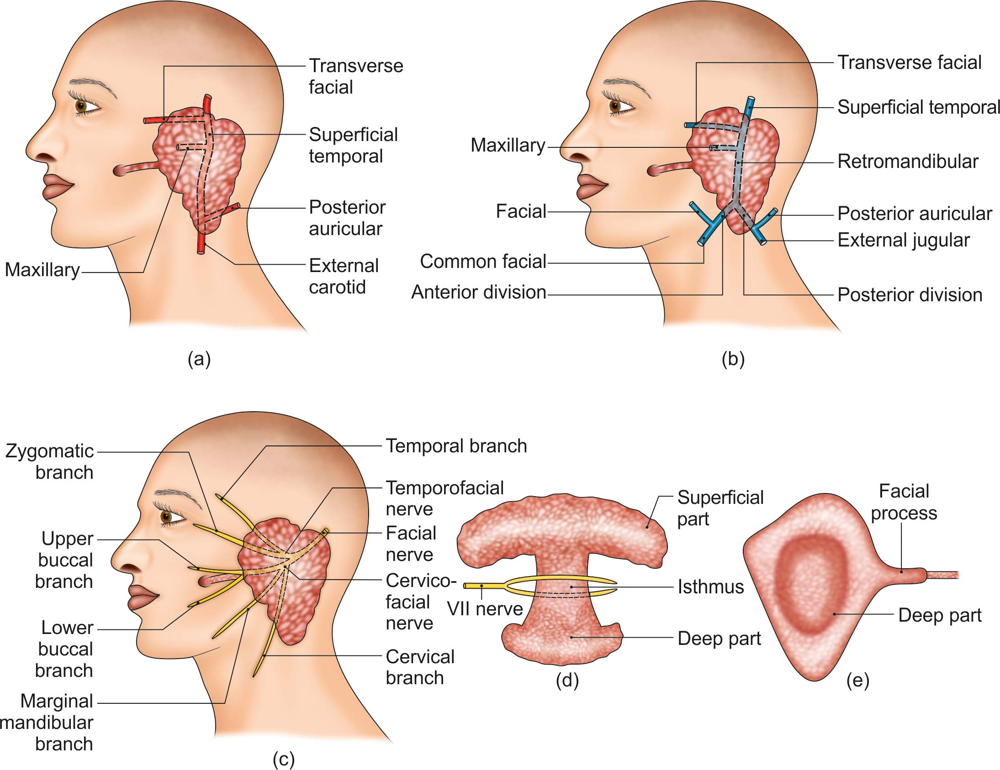 Transverse
facial
Superficial
temporal
Posterior
auricular
External
carotid
Maxillary
(a)
Transverse facial
Superficial temporal
Maxillary
Retromandibular
Facial
Posterior auricular
External jugular
Common facial
Anterior division
Posterior division
(b)
Zygomatic
branch
Upper
buccal
branch
Lower
buccal
branch
Marginal
mandibular
branch
Temporal branch
Temporofacial
nerve
Facial
nerve
Cervico-
facial
nerve
Cervical
branch
(c)
Superficial
part
Isthmus
VII nerve
Deep part
(d)
Facial
process
Deep part
(e)